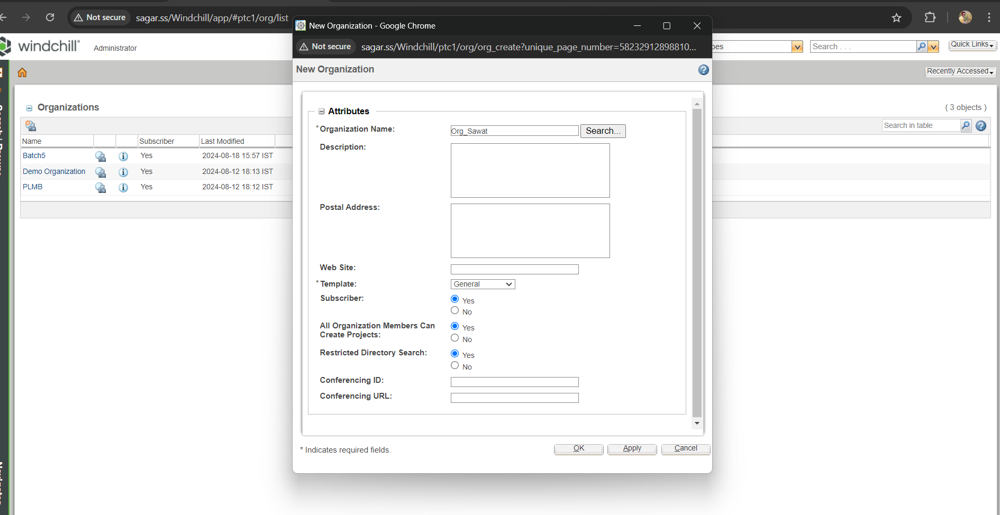 Not secure
sagar.ss/Windchill/app/#ptc1/org/list
windchill
Administrator
Search . . .
Quick Links
Recently Accessed
Organizations
( 3 objects )
Search in table
Name Subscriber Last Modified
Batch5 Yes 2024-08-18 15:57 IST
Demo Organization Yes 2024-08-12 18:13 IST
PLMB Yes 2024-08-12 18:12 IST
New Organization - Google Chrome
Not secure
sagar.ss/Windchill/ptc1/org/org_create?unique_page_number=58232912898810...
New Organization
Attributes
*Organization Name: Org_Sawat Search...
Description:
Postal Address:
Web Site:
*Template: General
Subscriber: Yes
No
All Organization Members Can
Create Projects: Yes
No
Restricted Directory Search: Yes
No
Conferencing ID:
Conferencing URL:
* Indicates required fields.
OK Apply Cancel